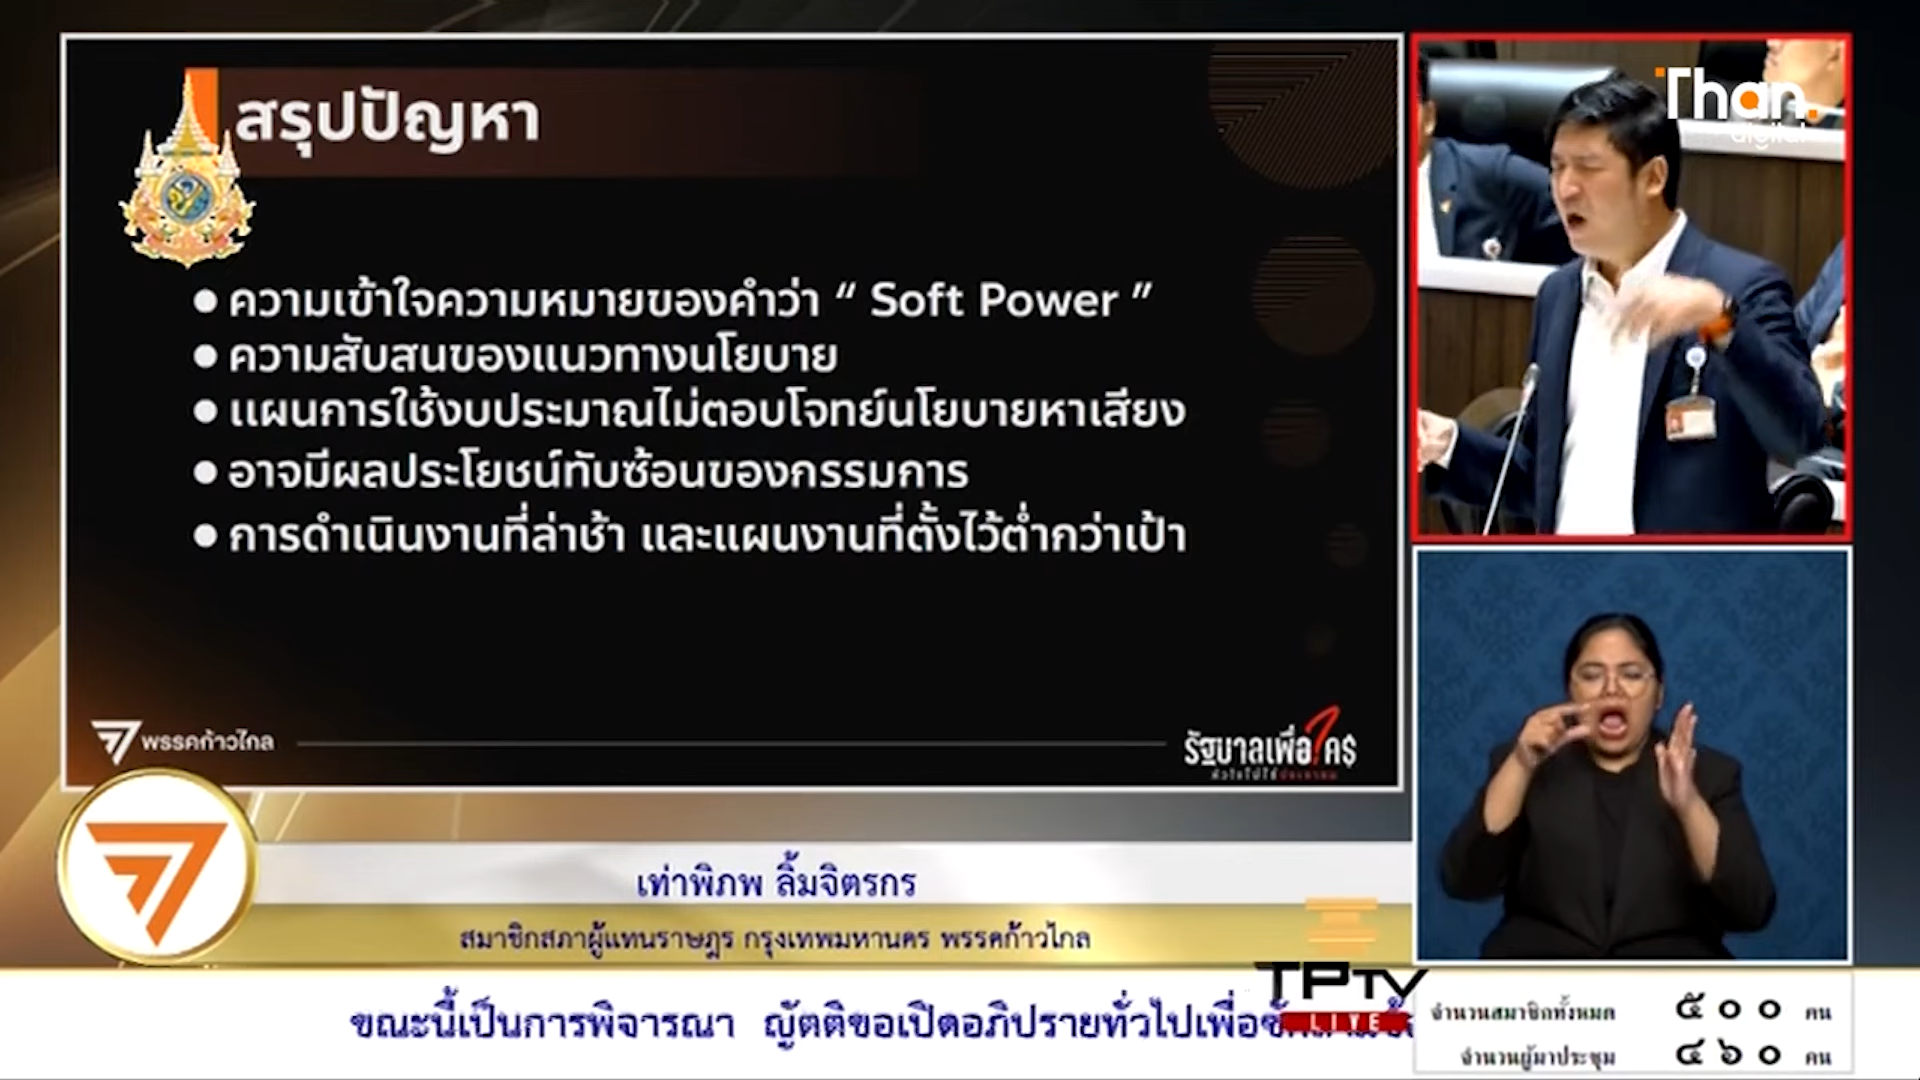 สรุปปัญหา
Than.
digital
● ความเข้าใจความหมายของคำว่า “ Soft Power ”
● ความสับสนของแนวทางนโยบาย
● แผนการใช้งบประมาณไม่ตอบโจทย์นโยบายหาเสียง
● อาจมีผลประโยชน์ทับซ้อนของกรรมการ
● การดำเนินงานที่ล่าช้า และแผนงานที่ตั้งไว้ต่ำกว่าเป้า
พรรคก้าวไกล
รัฐบาลเพื่อใคร$
เท่าพิภพ ลิ้มจิตรกร
สมาชิกสภาผู้แทนราษฎร กรุงเทพมหานคร พรรคก้าวไกล
TPTV
LIVE
ขณะนี้เป็นการพิจารณา ญัตติขอเปิดอภิปรายทั่วไปเพื่อ
จำนวนสมาชิกทั้งหมด ๕๐๐ คน
จำนวนผู้มาประชุม ๔๖๐ คน